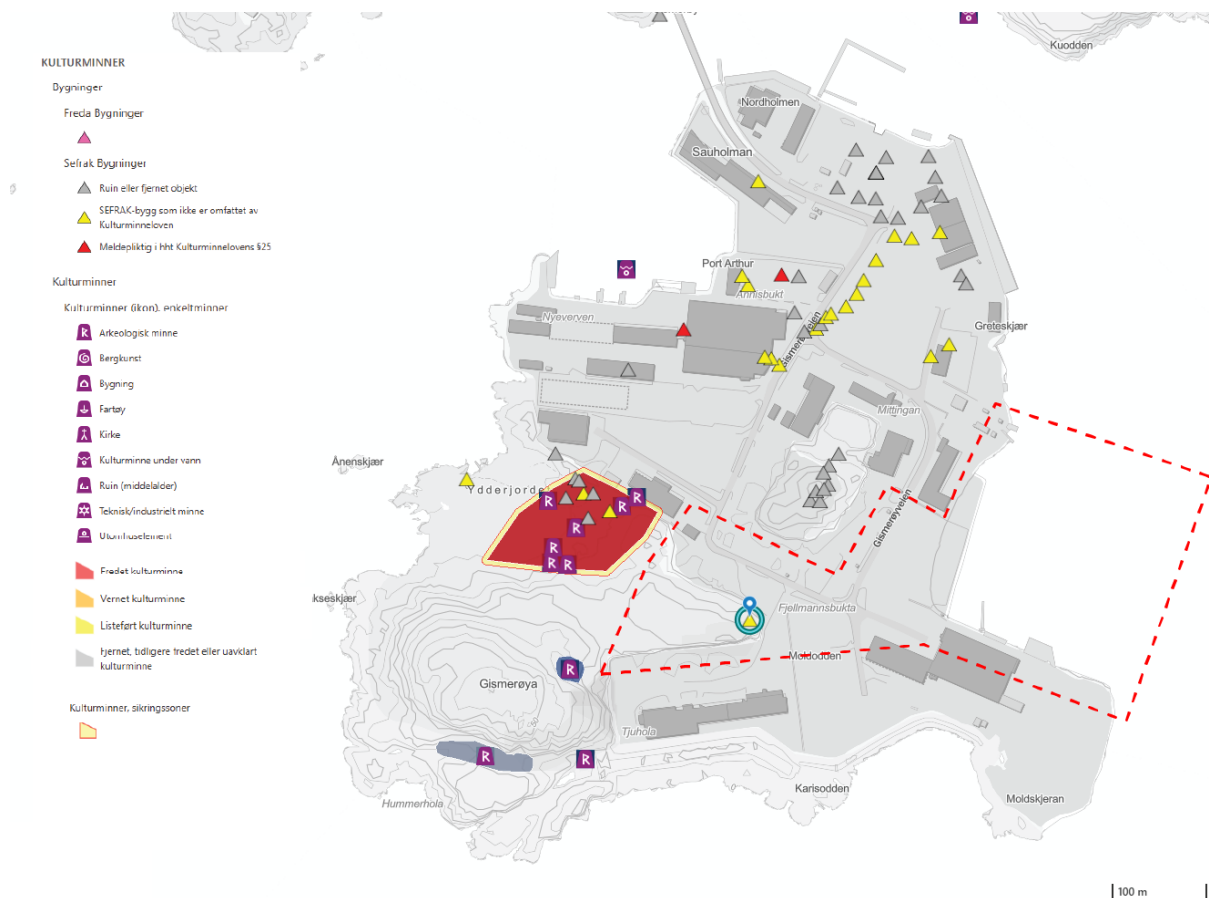 Kuodden
KULTURMINNER
Bygninger
Freda Bygninger
Sefrak Bygninger
Ruin eller fjernet objekt
SEFRAK-bygg som ikke er omfattet av
Kulturminneloven
Meldepliktig i hht Kulturminnelovens §25
Kulturminner
Kulturminner (ikon), enkeltminner
Arkeologisk minne
Bergkunst
Bygning
Fartøy
Kirke
Kulturminne under vann
Ruin (middelalder)
Teknisk/industrielt minne
Utomhuselement
Fredet kulturminne
Vernet kulturminne
Listeført kulturminne
Fjernet, tidligere fredet eller uavklart
kulturminne
Kulturminner, sikringssoner
Nordholmen
Sauholman
Port Arthur
Annisbukt
Nyeverven
Greteskjær
Gismerøyveien
Mittingan
Ånenskjær
Ydderjorde
Gismerøyveien
kseskjær
Fjellmannsbukta
Moldodden
Gismerøya
Tjuhola
Karisodden
Moldskjeran
Hummerhola
100 m